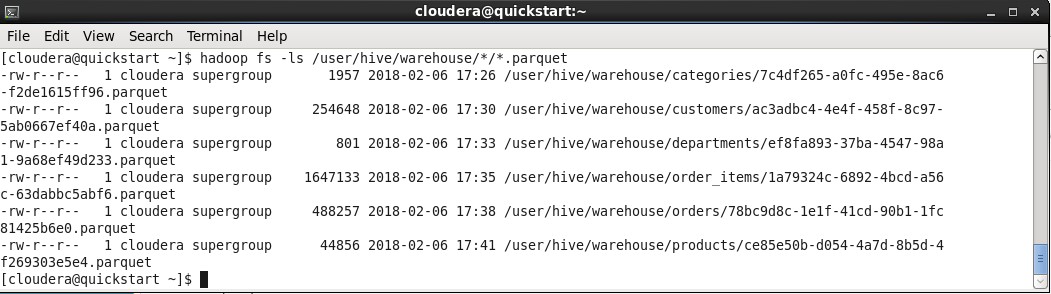 cloudera@quickstart:~
File Edit View Search Terminal Help
[cloudera@quickstart ~]$ hadoop fs -ls /user/hive/warehouse/*/*.parquet
-rw-r--r--   1 cloudera supergroup       1957 2018-02-06 17:26 /user/hive/warehouse/categories/7c4df265-a0fc-495e-8ac6
-f2de1615ff96.parquet
-rw-r--r--   1 cloudera supergroup     254648 2018-02-06 17:30 /user/hive/warehouse/customers/ac3adbc4-4e4f-458f-8c97-
5ab0667ef40a.parquet
-rw-r--r--   1 cloudera supergroup        801 2018-02-06 17:33 /user/hive/warehouse/departments/ef8fa893-37ba-4547-98a
1-9a68ef49d233.parquet
-rw-r--r--   1 cloudera supergroup    1647133 2018-02-06 17:35 /user/hive/warehouse/order_items/1a79324c-6892-4bcd-a56
c-63dabbc5abf6.parquet
-rw-r--r--   1 cloudera supergroup     488257 2018-02-06 17:38 /user/hive/warehouse/orders/78bc9d8c-1e1f-41cd-90b1-1fc
81425b6e0.parquet
-rw-r--r--   1 cloudera supergroup      44856 2018-02-06 17:41 /user/hive/warehouse/products/ce85e50b-d054-4a7d-8b5d-4
f269303e5e4.parquet
[cloudera@quickstart ~]$